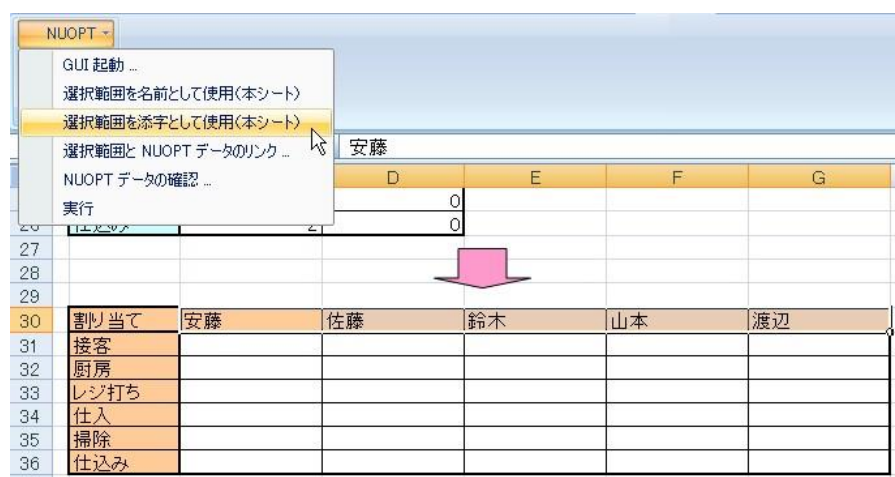 NUOPT
GUI 起動 ...
選択範囲を名前として使用(本シート)
選択範囲を添字として使用(本シート)
選択範囲と NUOPT データのリンク ...
NUOPT データの確認 ...
実行
安藤
D E F G
0
仕込み 2 0
27
28
29
30 割り当て 安藤 佐藤 鈴木 山本 渡辺
31 接客
32 厨房
33 レジ打ち
34 仕入
35 掃除
36 仕込み